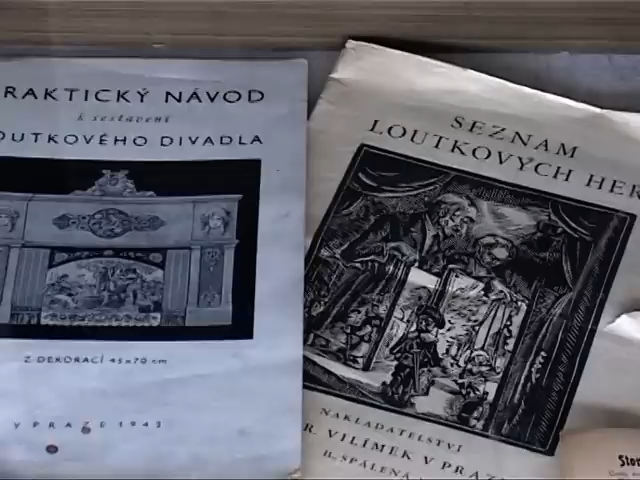 RAKTICKÝ NÁVOD
k sestavení
OUTKOVÉHO DIVADLA
Z DEKORACÍ 45x70 cm
V PRAZE 1943
SEZNAM
LOUTKOVÝCH HER
NAKLADATELSTVÍ
R. VILÍMEK V PRAZ
II., SPÁLENÁ